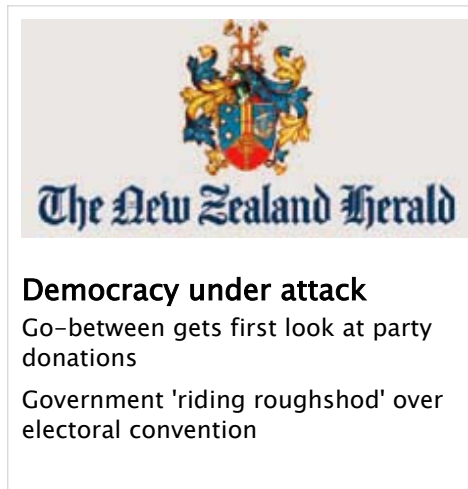 The New Zealand Herald
Democracy under attack
Go-between gets first look at party
donations
Government 'riding roughshod' over
electoral convention